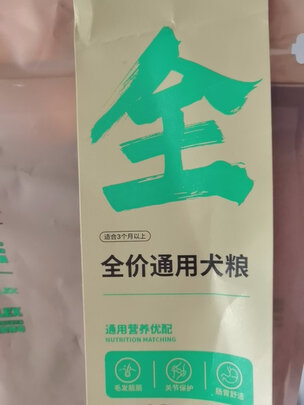 全
适合3个月以上
全价通用犬粮
通用营养优配
NUTRITION MATCHING
毛发靓丽
关节保护
肠胃舒适